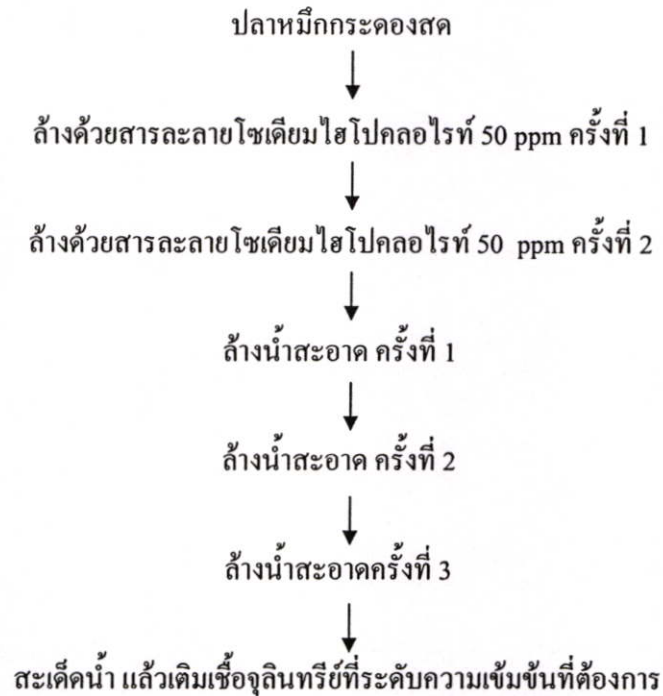 ปลาหมึกกระดองสด
ล้างด้วยสารละลายโซเดียมไฮโปคลอไรท์ 50 ppm ครั้งที่ 1
ล้างด้วยสารละลายโซเดียมไฮโปคลอไรท์ 50 ppm ครั้งที่ 2
ล้างน้ำสะอาด ครั้งที่ 1
ล้างน้ำสะอาด ครั้งที่ 2
ล้างน้ำสะอาดครั้งที่ 3
สะเด็ดน้ำ แล้วเติมเชื้อจุลินทรีย์ที่ระดับความเข้มข้นที่ต้องการ